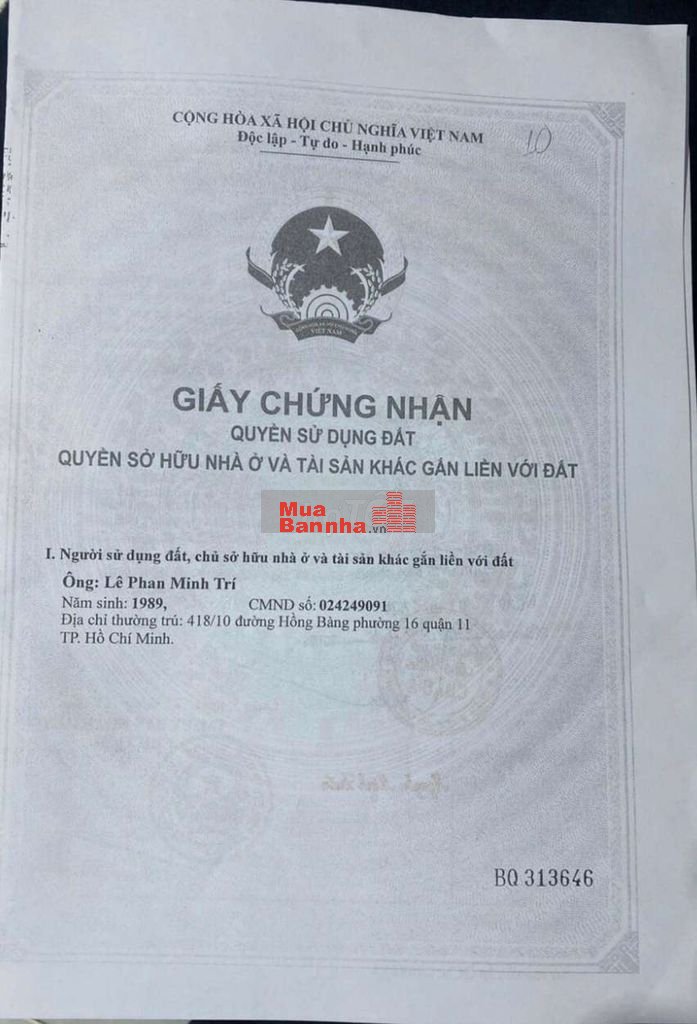 CỘNG HÒA XÃ HỘI CHỦ NGHĨA VIỆT NAM
Độc lập - Tự do - Hạnh phúc
10
VIỆT NAM
GIẤY CHỨNG NHẬN
QUYỀN SỬ DỤNG ĐẤT
QUYỀN SỞ HỮU NHÀ Ở VÀ TÀI SẢN KHÁC GẮN LIỀN VỚI ĐẤT
Mua
Bannha.vn
I. Người sử dụng đất, chủ sở hữu nhà ở và tài sản khác gắn liền với đất
Ông: Lê Phan Minh Trí
Năm sinh: 1989, CMND số: 024249091
Địa chỉ thường trú: 418/10 đường Hồng Bàng phường 16 quận 11
TP. Hồ Chí Minh.
BQ 313646